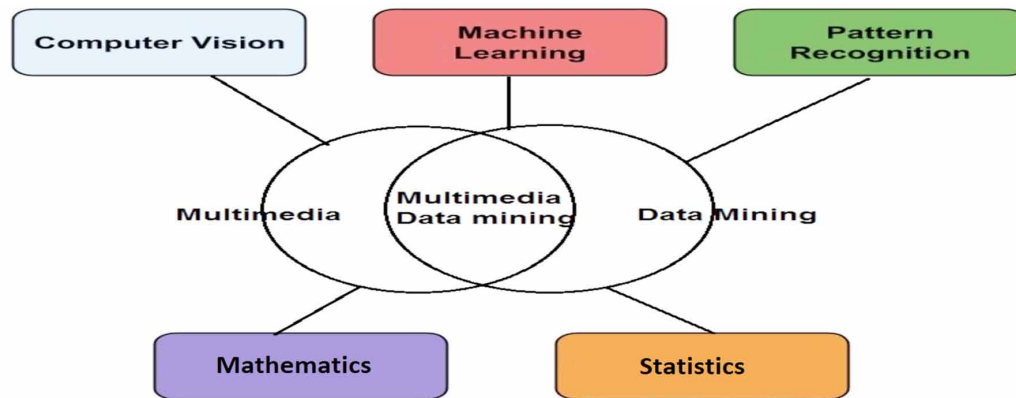 Computer Vision
Machine
Learning
Pattern
Recognition
Multimedia
Multimedia
Data mining
Data Mining
Mathematics
Statistics